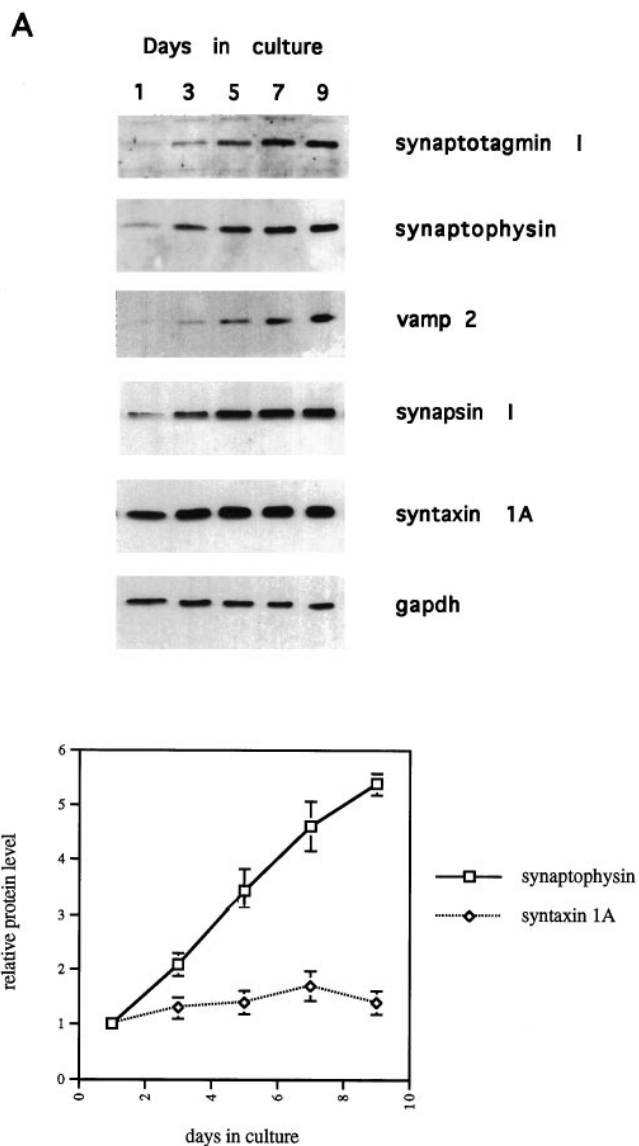 A
Days in culture
1 3 5 7 9
synaptotagmin I
synaptophysin
vamp 2
synapsin I
syntaxin 1A
gapdh
6
5
4
3
2
1
0
relative protein level
0 2 4 6 8 10
days in culture
synaptophysin
syntaxin 1A